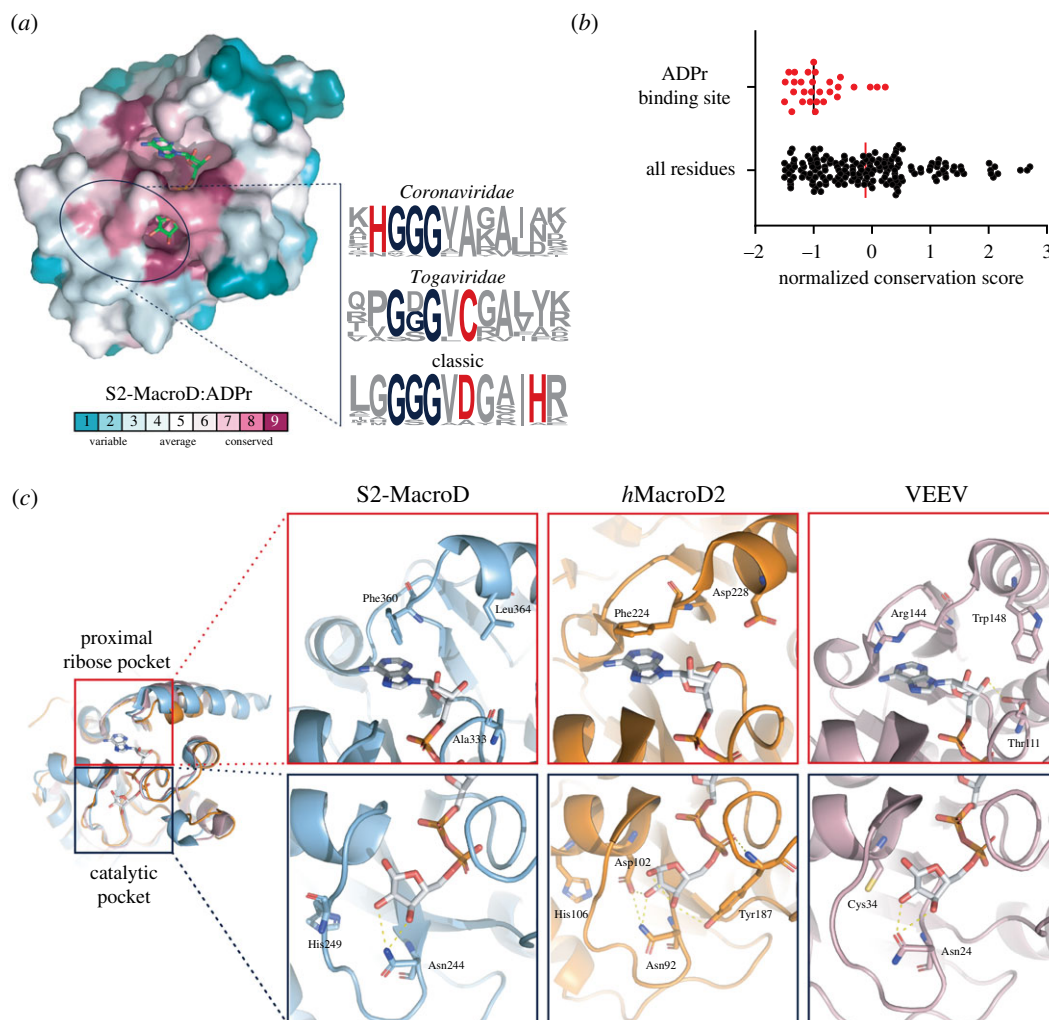 (a)
Coronaviridae
HGGGVAGAIAK
Togaviridae
classic
LGGGVDGAIHR
S2-MacroD:ADPr
1 2 3 4 5 6 7 8 9
variable average conserved
(b)
ADPr
binding site
all residues
−2 −1 0 1 2 3
normalized conservation score
(c)
S2-MacroD hMacroD2 VEEV
proximal
ribose pocket
catalytic
pocket
Phe360
Leu364
Ala333
Phe224
Asp228
Arg144
Trp148
Thr111
His249
Asn244
Asp102
His106
Tyr187
Asn92
Cys34
Asn24